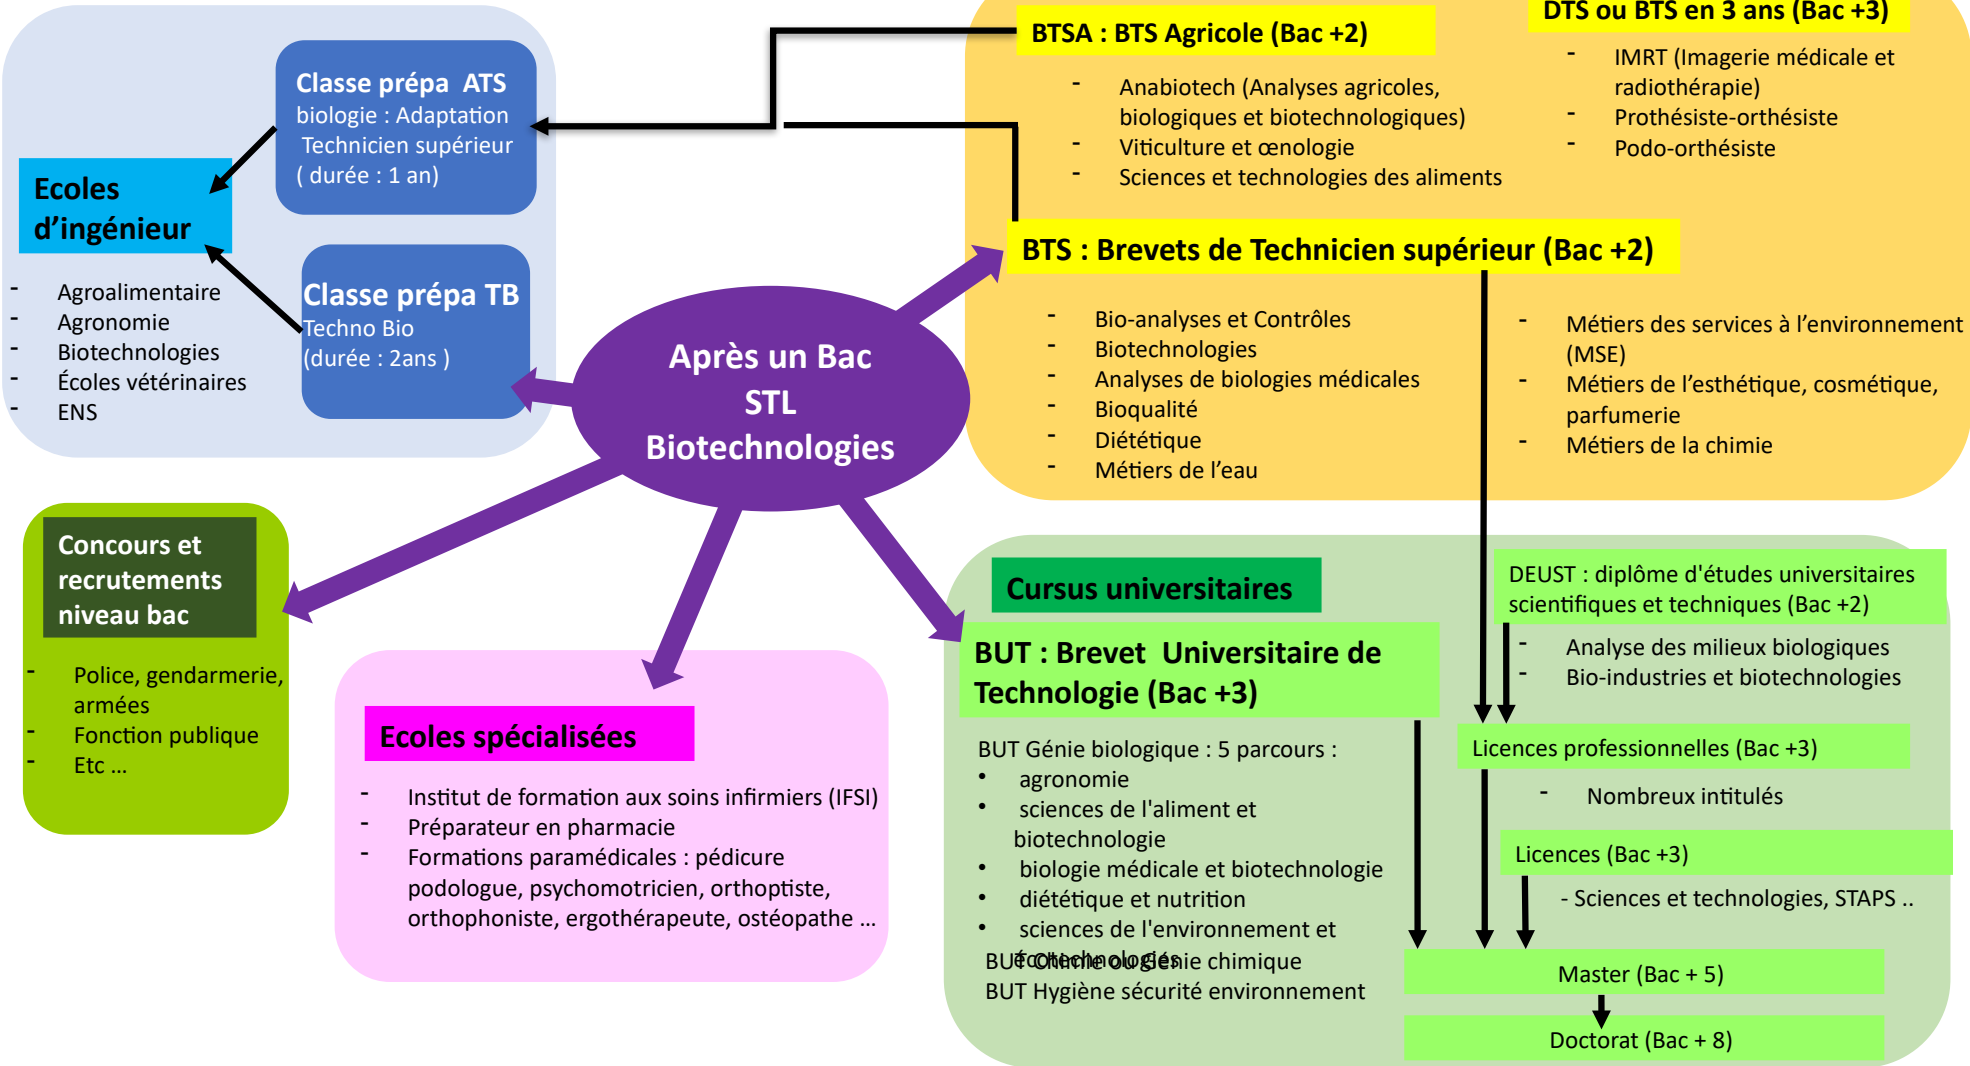 Classe prépa ATS
biologie : Adaptation
Technicien supérieur
( durée : 1 an)
Ecoles
d'ingénieur
Classe prépa TB
Techno Bio
(durée : 2ans )
- Agroalimentaire
- Agronomie
- Biotechnologies
- Écoles vétérinaires
- ENS
BTSA : BTS Agricole (Bac +2)
- Anabiotech (Analyses agricoles,
biologiques et biotechnologiques)
- Viticulture et œnologie
- Sciences et technologies des aliments
DTS ou BTS en 3 ans (Bac +3)
- IMRT (Imagerie médicale et
radiothérapie)
- Prothésiste-orthésiste
- Podo-orthésiste
BTS : Brevets de Technicien supérieur (Bac +2)
- Bio-analyses et Contrôles
- Biotechnologies
- Analyses de biologies médicales
- Bioqualité
- Diététique
- Métiers de l'eau
- Métiers des services à l'environnement
(MSE)
- Métiers de l'esthétique, cosmétique,
parfumerie
- Métiers de la chimie
Après un Bac
STL
Biotechnologies
Concours et
recrutements
niveau bac
- Police, gendarmerie,
armées
- Fonction publique
- Etc ...
Ecoles spécialisées
- Institut de formation aux soins infirmiers (IFSI)
- Préparateur en pharmacie
- Formations paramédicales : pédicure
podologue, psychomotricien, orthoptiste,
orthophoniste, ergothérapeute, ostéopathe ...
Cursus universitaires
BUT : Brevet Universitaire de
Technologie (Bac +3)
BUT Génie biologique : 5 parcours :
• agronomie
• sciences de l'aliment et
biotechnologie
• biologie médicale et biotechnologie
• diététique et nutrition
• sciences de l'environnement et
écotechnologies
BUT Chimie ou Génie chimique
BUT Hygiène sécurité environnement
DEUST : diplôme d'études universitaires
scientifiques et techniques (Bac +2)
- Analyse des milieux biologiques
- Bio-industries et biotechnologies
Licences professionnelles (Bac +3)
- Nombreux intitulés
Licences (Bac +3)
- Sciences et technologies, STAPS ..
Master (Bac + 5)
Doctorat (Bac + 8)